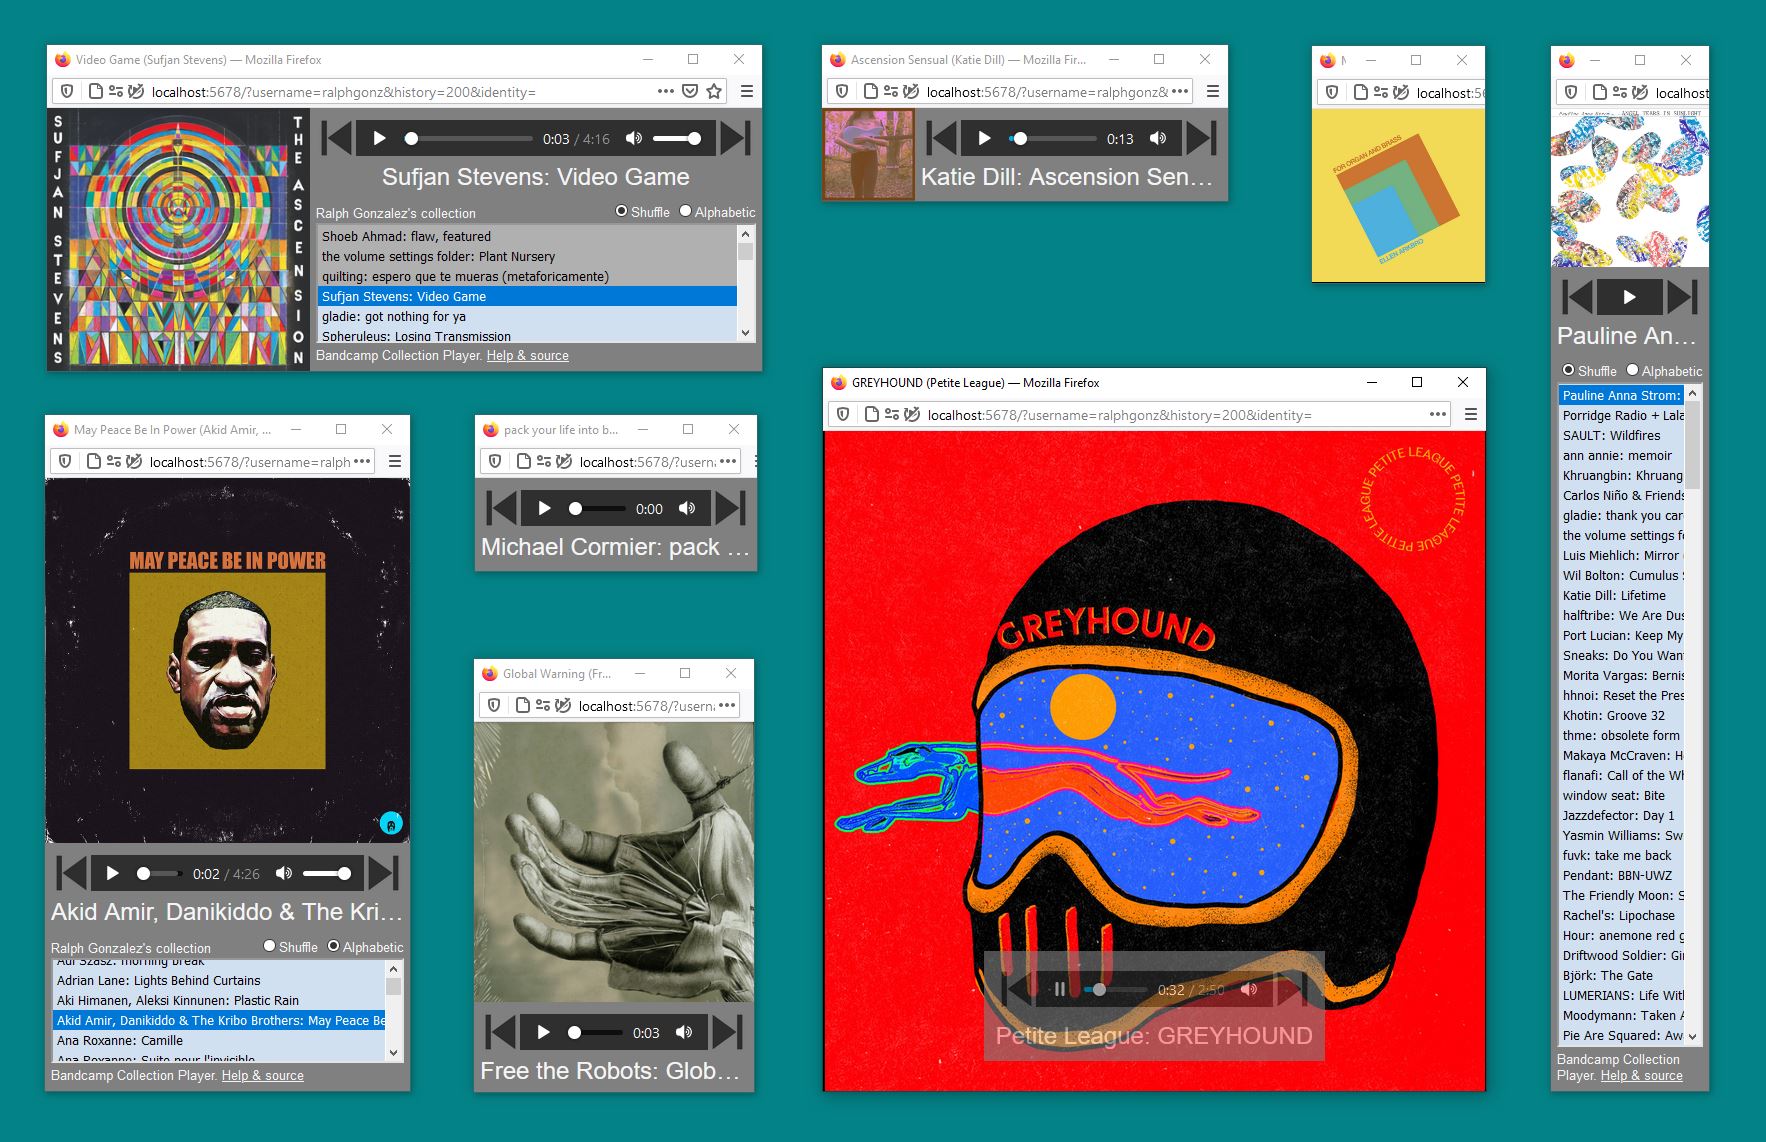 Video Game (Sufjan Stevens) — Mozilla Firefox
localhost:5678/?username=ralphgonz&history=200&identity=
SUFJAN STEVENS
THE ASCENSION
0:03 / 4:16
Sufjan Stevens: Video Game
Ralph Gonzalez's collection
Shuffle Alphabetic
Shoeb Ahmad: flaw, featured
the volume settings folder: Plant Nursery
quilting: espero que te mueras (metaforicamente)
Sufjan Stevens: Video Game
gladie: got nothing for ya
Spheruleus: Losing Transmission
Bandcamp Collection Player. Help & source
Ascension Sensual (Katie Dill) — Mozilla Fir...
localhost:5678/?username=ralphgonz&
0:13
Katie Dill: Ascension Sen...
localhost:56
FOR ORGAN AND BRASS
ELLEN ARKBRO
localhost:5678
Pauline Anna Strom - ANGEL TEARS IN SUNLIGHT
Pauline An...
Shuffle Alphabetic
Pauline Anna Strom:
Porridge Radio + Lala
SAULT: Wildfires
ann annie: memoir
Khruangbin: Khruang
Carlos Niño & Friends
gladie: thank you car
the volume settings f
Luis Miehlich: Mirror
Wil Bolton: Cumulus
Katie Dill: Lifetime
halftribe: We Are Dus
Port Lucian: Keep My
Sneaks: Do You Wan
Morita Vargas: Bernis
hhnoi: Reset the Pres
Khotin: Groove 32
thme: obsolete form
Makaya McCraven: H
flanafi: Call of the Wh
window seat: Bite
Jazzdefector: Day 1
Yasmin Williams: Sw
fuvk: take me back
Pendant: BBN-UWZ
The Friendly Moon: S
Rachel's: Lipochase
Hour: anemone red g
Driftwood Soldier: Gi
Björk: The Gate
LUMERIANS: Life With
Moodymann: Taken A
Pie Are Squared: Aw
Bandcamp Collection
Player. Help & source
May Peace Be In Power (Akid Amir, ...
localhost:5678/?username=ralph
MAY PEACE BE IN POWER
0:02 / 4:26
Akid Amir, Danikiddo & The Kri...
Ralph Gonzalez's collection
Shuffle Alphabetic
Adi Szasz: morning break
Adrian Lane: Lights Behind Curtains
Aki Himanen, Aleksi Kinnunen: Plastic Rain
Akid Amir, Danikiddo & The Kribo Brothers: May Peace Be
Ana Roxanne: Camille
Ana Roxanne: Suite pour l'invisible
Bandcamp Collection Player. Help & source
pack your life into b...
localhost:5678/?usern
0:00
Michael Cormier: pack ...
Global Warning (Fr...
localhost:5678/?usern
0:03
Free the Robots: Glob...
GREYHOUND (Petite League) — Mozilla Firefox
localhost:5678/?username=ralphgonz&history=200&identity=
PETITE LEAGUE PETITE LEAGUE PETITE LEAGUE
GREYHOUND
0:32 / 2:50
Petite League: GREYHOUND